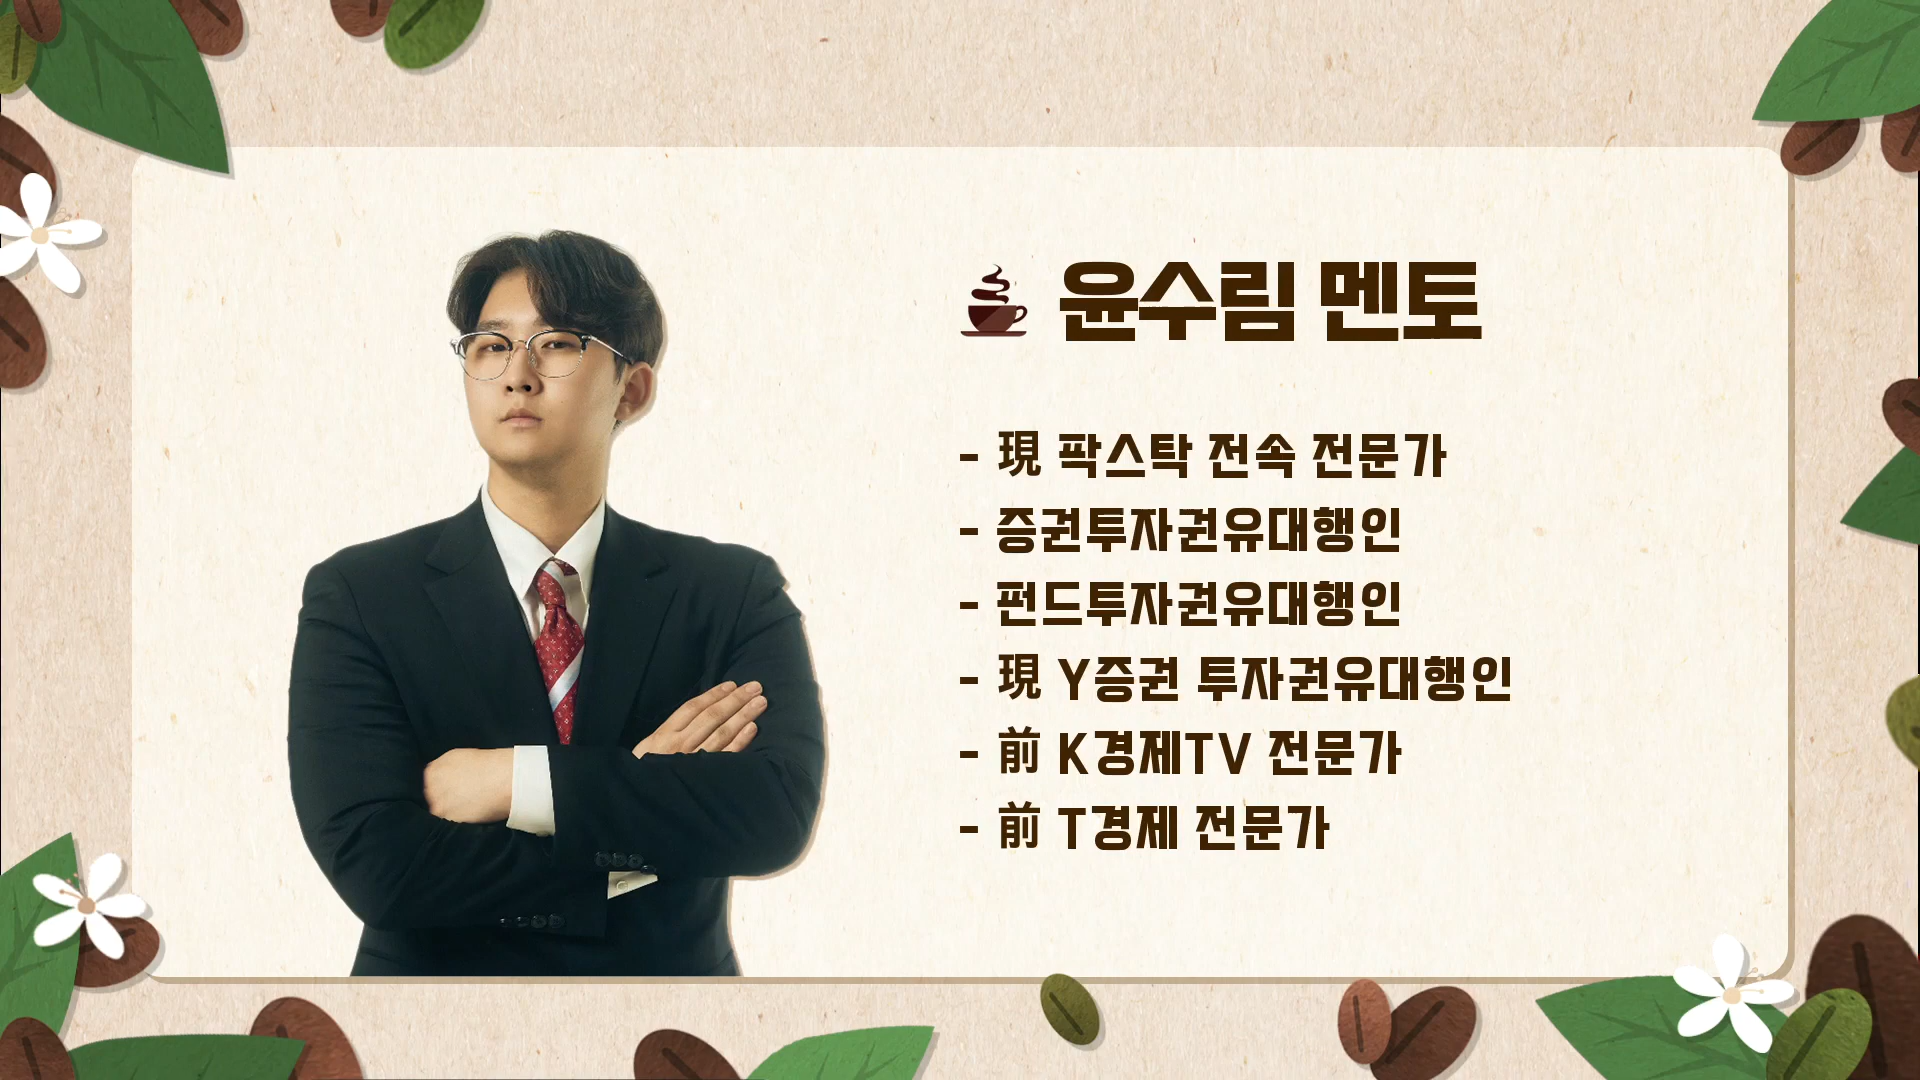 윤수림 멘토
- 現 팍스탁 전속 전문가
- 증권투자권유대행인
- 펀드투자권유대행인
- 現 Y증권 투자권유대행인
- 前 K경제TV 전문가
- 前 T경제 전문가